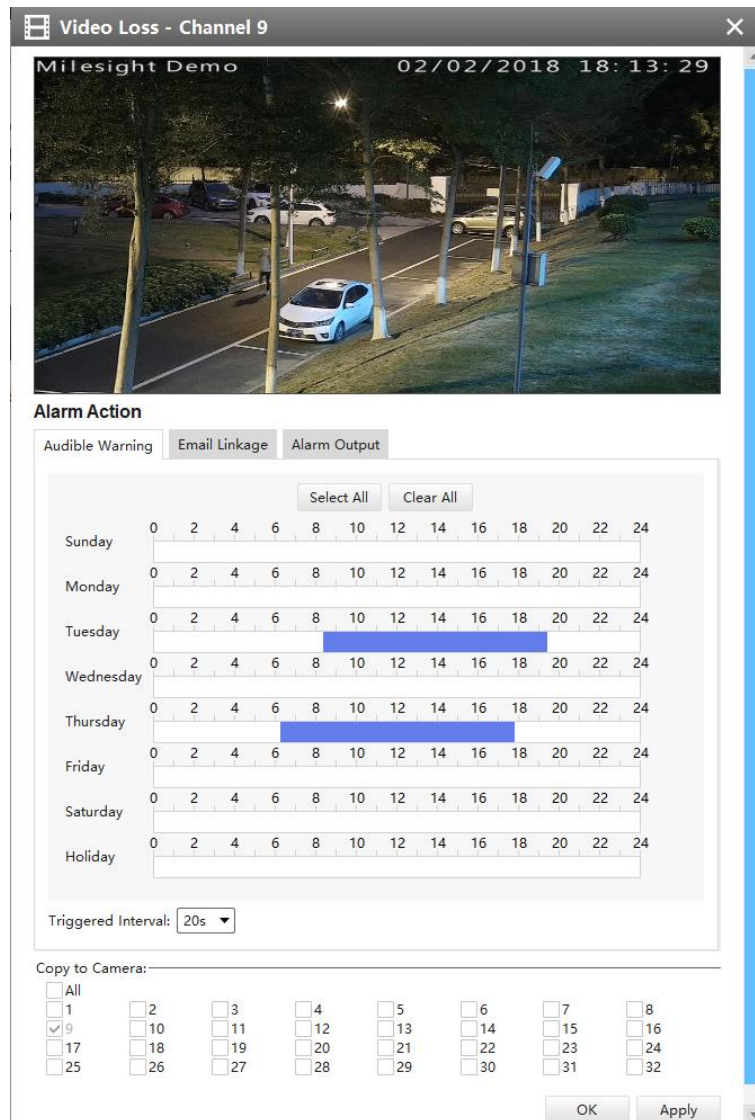 Video Loss - Channel 9
Milesight Demo 02/02/2018 18:13:29
Alarm Action
Audible Warning Email Linkage Alarm Output
Select All Clear All
0 2 4 6 8 10 12 14 16 18 20 22 24
Sunday
0 2 4 6 8 10 12 14 16 18 20 22 24
Monday
0 2 4 6 8 10 12 14 16 18 20 22 24
Tuesday
0 2 4 6 8 10 12 14 16 18 20 22 24
Wednesday
0 2 4 6 8 10 12 14 16 18 20 22 24
Thursday
0 2 4 6 8 10 12 14 16 18 20 22 24
Friday
0 2 4 6 8 10 12 14 16 18 20 22 24
Saturday
0 2 4 6 8 10 12 14 16 18 20 22 24
Holiday
Triggered Interval: 20s
Copy to Camera:
All
1 2 3 4 5 6 7 8
9 10 11 12 13 14 15 16
17 18 19 20 21 22 23 24
25 26 27 28 29 30 31 32
OK Apply